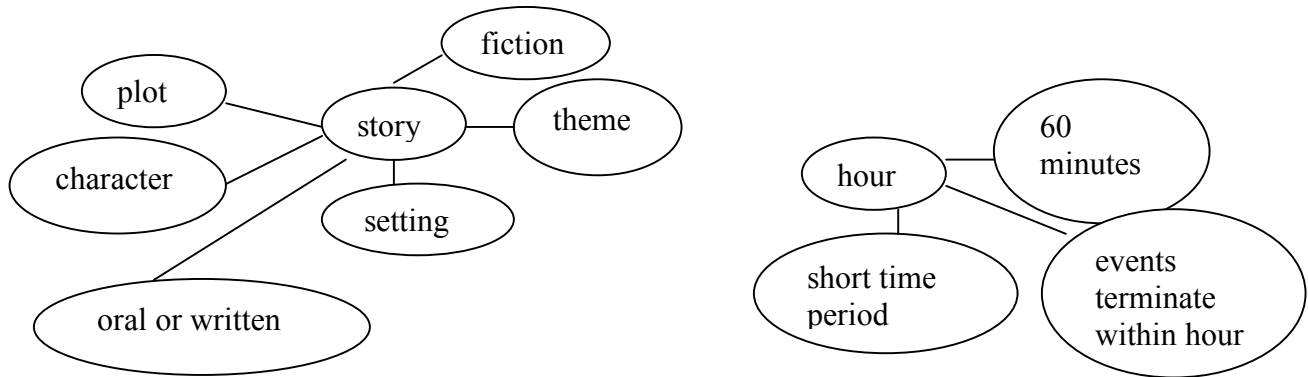 fiction
plot
story
theme
character
setting
oral or written
hour
60
minutes
short time
period
events
terminate
within hour